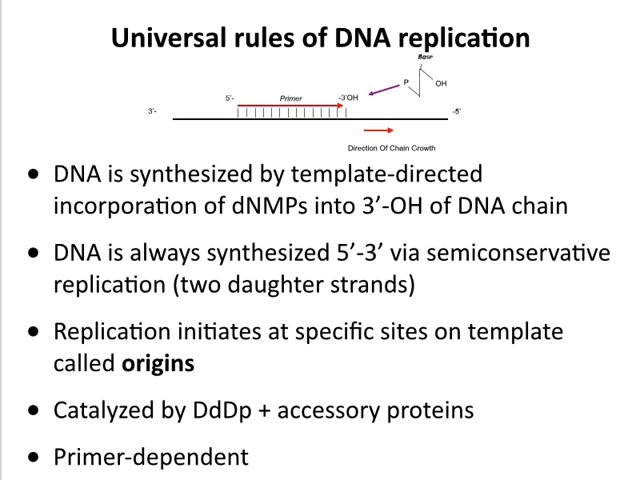 Universal rules of DNA replication
Base
P
OH
5'-
Primer
-3'OH
3'-
-5'
Direction Of Chain Growth
• DNA is synthesized by template-directed
incorporation of dNMPs into 3’-OH of DNA chain
• DNA is always synthesized 5’-3’ via semiconservative
replication (two daughter strands)
• Replication initiates at specific sites on template
called origins
• Catalyzed by DdDp + accessory proteins
• Primer-dependent